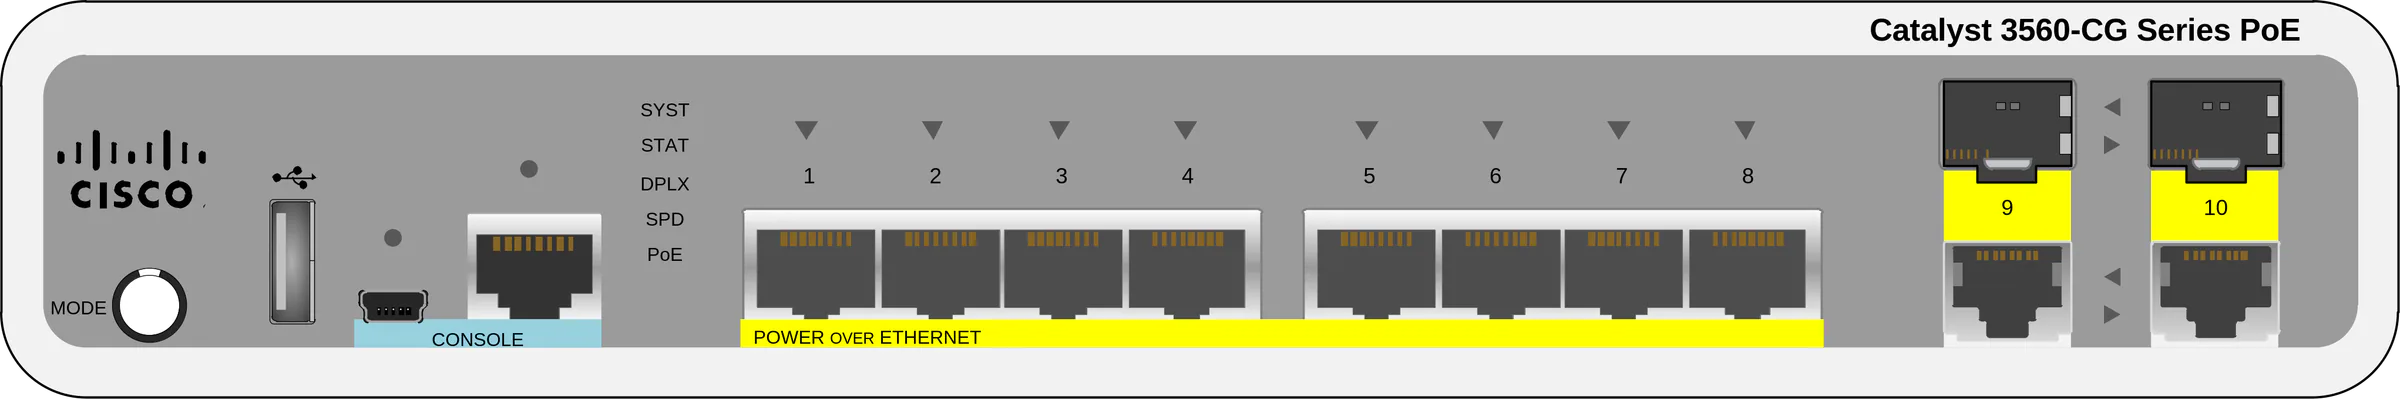 Catalyst 3560-CG Series PoE
CISCO
MODE
CONSOLE
SYST
STAT
DPLX
SPD
PoE
1 2 3 4 5 6 7 8
POWER OVER ETHERNET
9 10